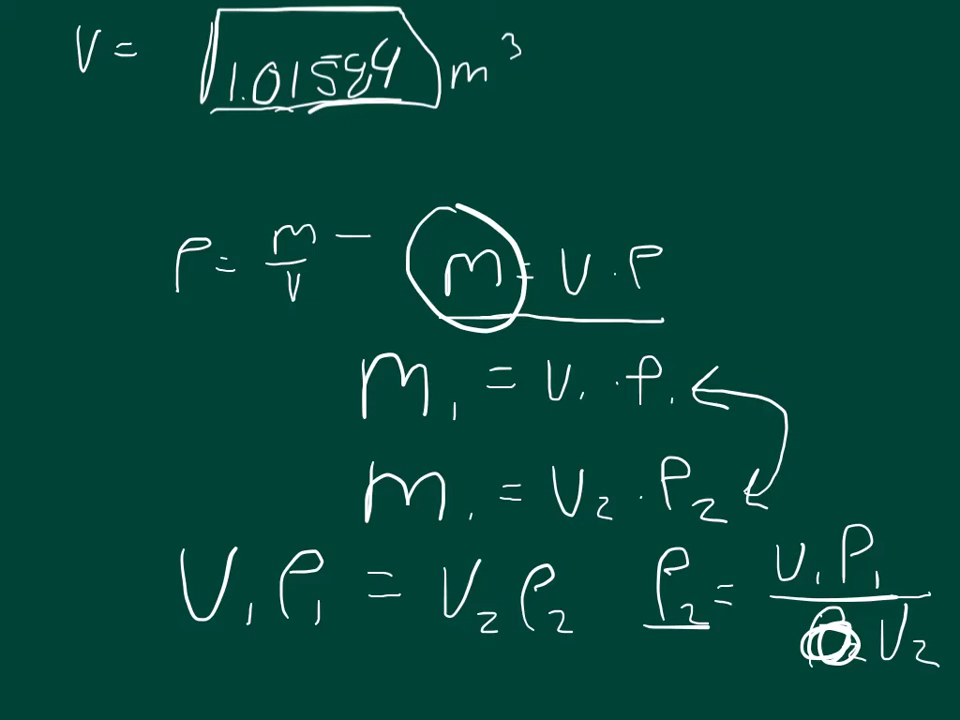 V = 1.01584 m³
ρ = m/V – m = V · ρ
m₁ = V₁ · ρ₁
m₁ = V₂ · ρ₂
V₁ρ₁ = V₂ρ₂ ρ₂ = V₁ρ₁/V₂